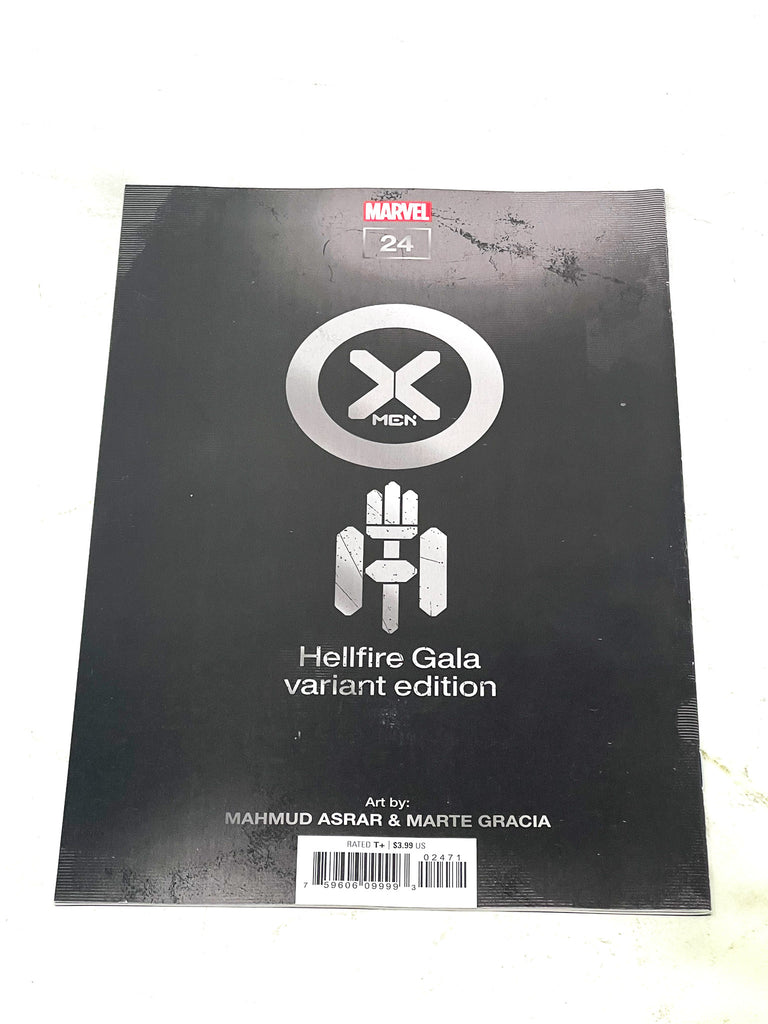 MARVEL
24
X
MEN
Hellfire Gala
variant edition
Art by:
MAHMUD ASRAR & MARTE GRACIA
RATED T+ | $3.99 US
02471
7 59606 09999 3